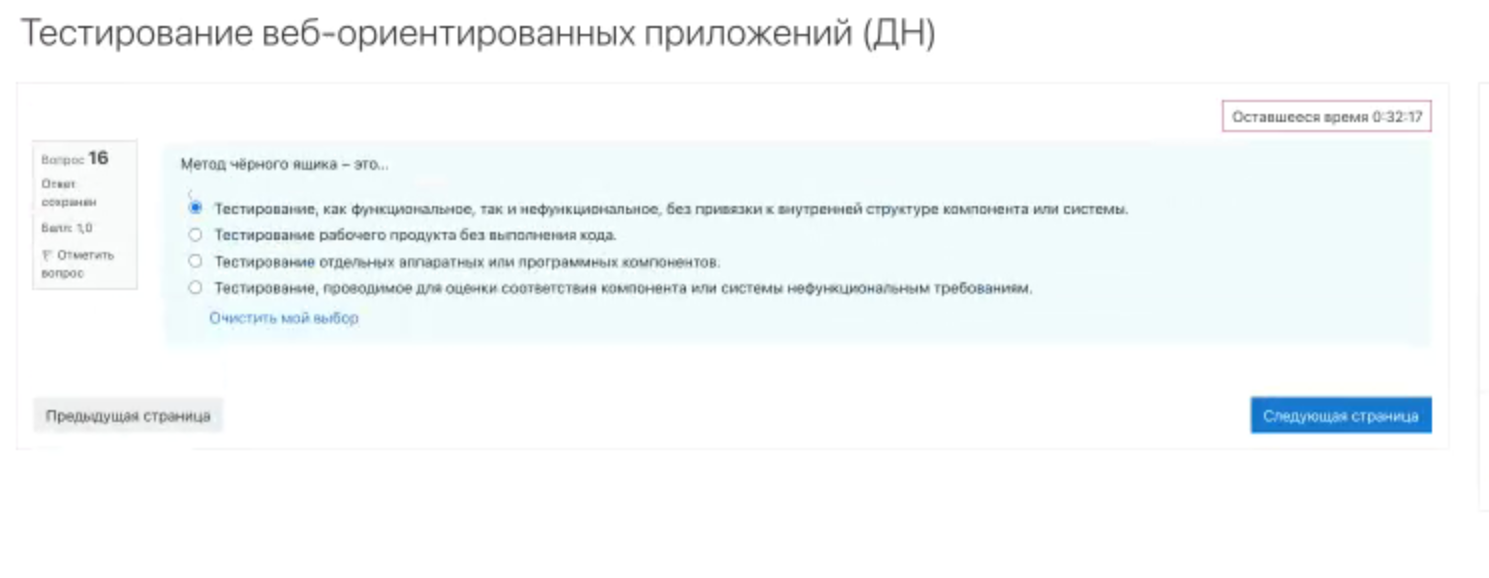 Тестирование веб-ориентированных приложений (ДН)
Оставшееся время 0:32:17
Вопрос 16
Ответ
сохранен
Балл: 1,0
Отметить
вопрос
Метод чёрного ящика – это...
Тестирование, как функциональное, так и нефункциональное, без привязки к внутренней структуре компонента или системы.
Тестирование рабочего продукта без выполнения кода.
Тестирование отдельных аппаратных или программных компонентов.
Тестирование, проводимое для оценки соответствия компонента или системы нефункциональным требованиям.
Очистить мой выбор
Предыдущая страница
Следующая страница